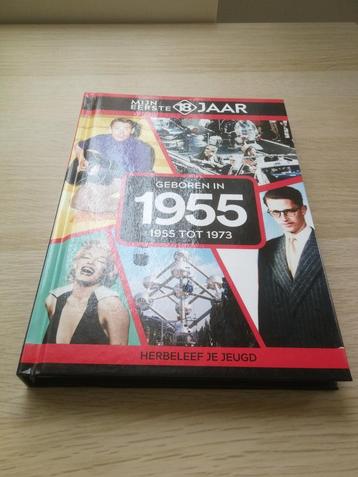 MIJN
EERSTE 18 JAAR
GEBOREN IN
1955
1955 TOT 1973
HERBELEEF JE JEUGD